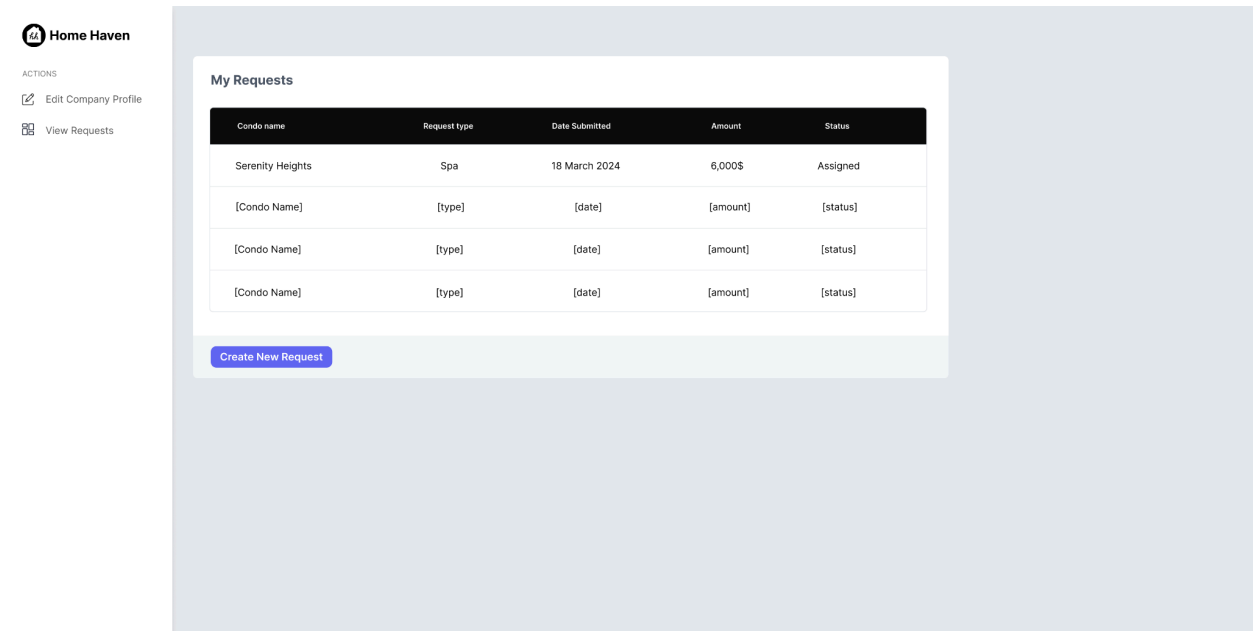 Home Haven
ACTIONS
Edit Company Profile
View Requests
My Requests
Condo name Request type Date Submitted Amount Status
Serenity Heights Spa 18 March 2024 6,000$ Assigned
[Condo Name] [type] [date] [amount] [status]
[Condo Name] [type] [date] [amount] [status]
[Condo Name] [type] [date] [amount] [status]
Create New Request